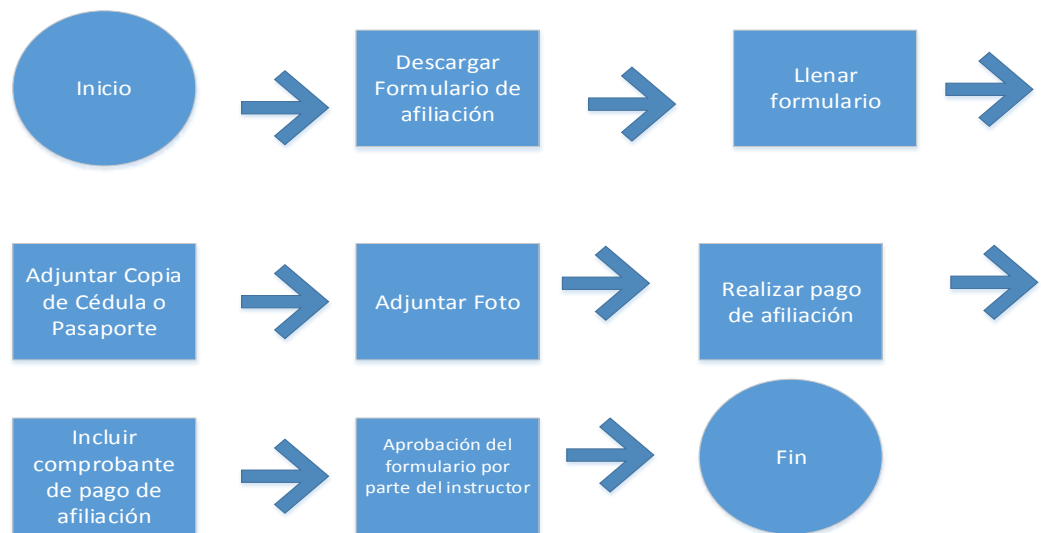 Inicio
Descargar
Formulario de
afiliación
Llenar
formulario
Adjuntar Copia
de Cédula o
Pasaporte
Adjuntar Foto
Realizar pago
de afiliación
Incluir
comprobante
de pago de
afiliación
Aprobación del
formulario por
parte del instructor
Fin